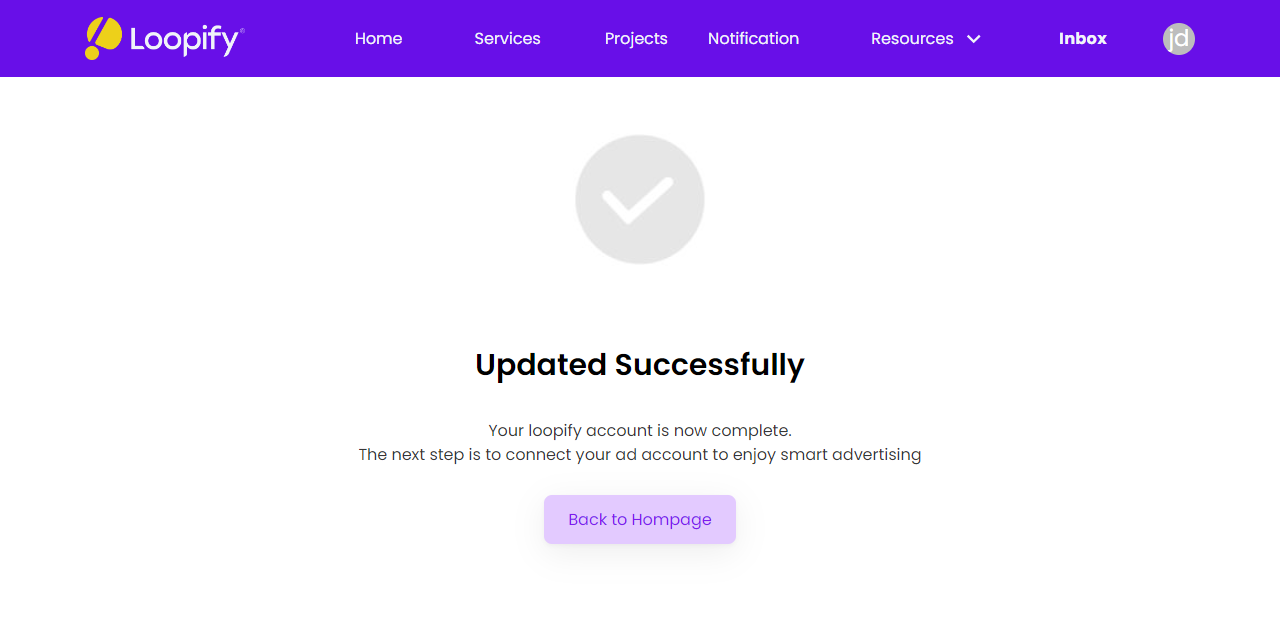 Loopify®
Home Services Projects Notification Resources Inbox jd
Updated Successfully
Your loopify account is now complete.
The next step is to connect your ad account to enjoy smart advertising
Back to Hompage